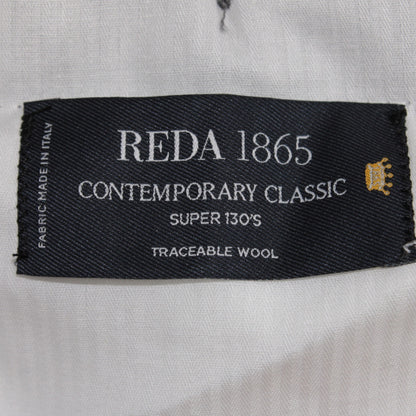 FABRIC MADE IN ITALY
REDA 1865
CONTEMPORARY CLASSIC
SUPER 130'S
TRACEABLE WOOL